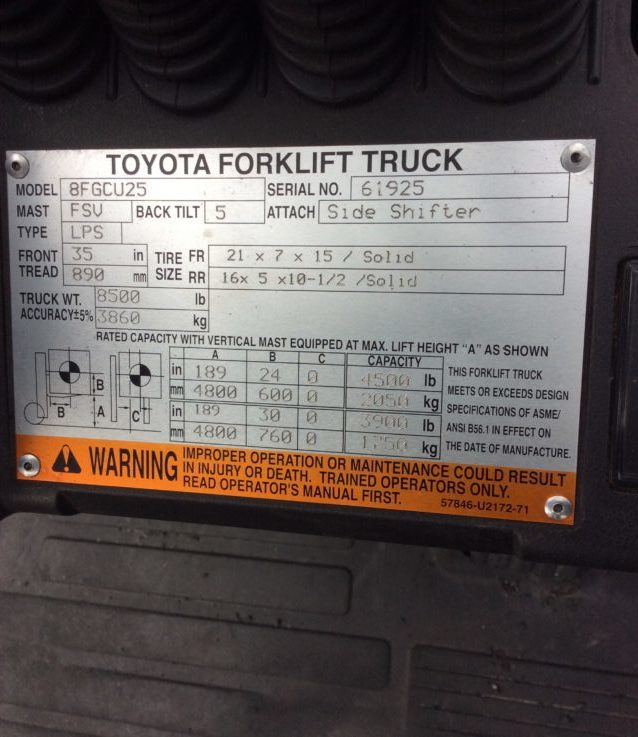 TOYOTA FORKLIFT TRUCK
MODEL 8FGCU25 SERIAL NO. 61925
MAST FSV BACK TILT 5 ATTACH Side Shifter
TYPE LPS
FRONT TREAD 35 in 890 mm
TIRE SIZE FR 21 x 7 x 15 / Solid
RR 16x 5 x10-1/2 /Solid
TRUCK WT. 8500 lb
ACCURACY±5% 3860 kg
RATED CAPACITY WITH VERTICAL MAST EQUIPPED AT MAX. LIFT HEIGHT "A" AS SHOWN
A B C CAPACITY
in 189 24 0 4500 lb
mm 4800 600 0 2050 kg
in 189 30 0 3900 lb
mm 4800 760 0 1750 kg
B B A C
THIS FORKLIFT TRUCK
MEETS OR EXCEEDS DESIGN
SPECIFICATIONS OF ASME/
ANSI B56.1 IN EFFECT ON
THE DATE OF MANUFACTURE.
WARNING
IMPROPER OPERATION OR MAINTENANCE COULD RESULT
IN INJURY OR DEATH. TRAINED OPERATORS ONLY.
READ OPERATOR'S MANUAL FIRST.
57846-U2172-71